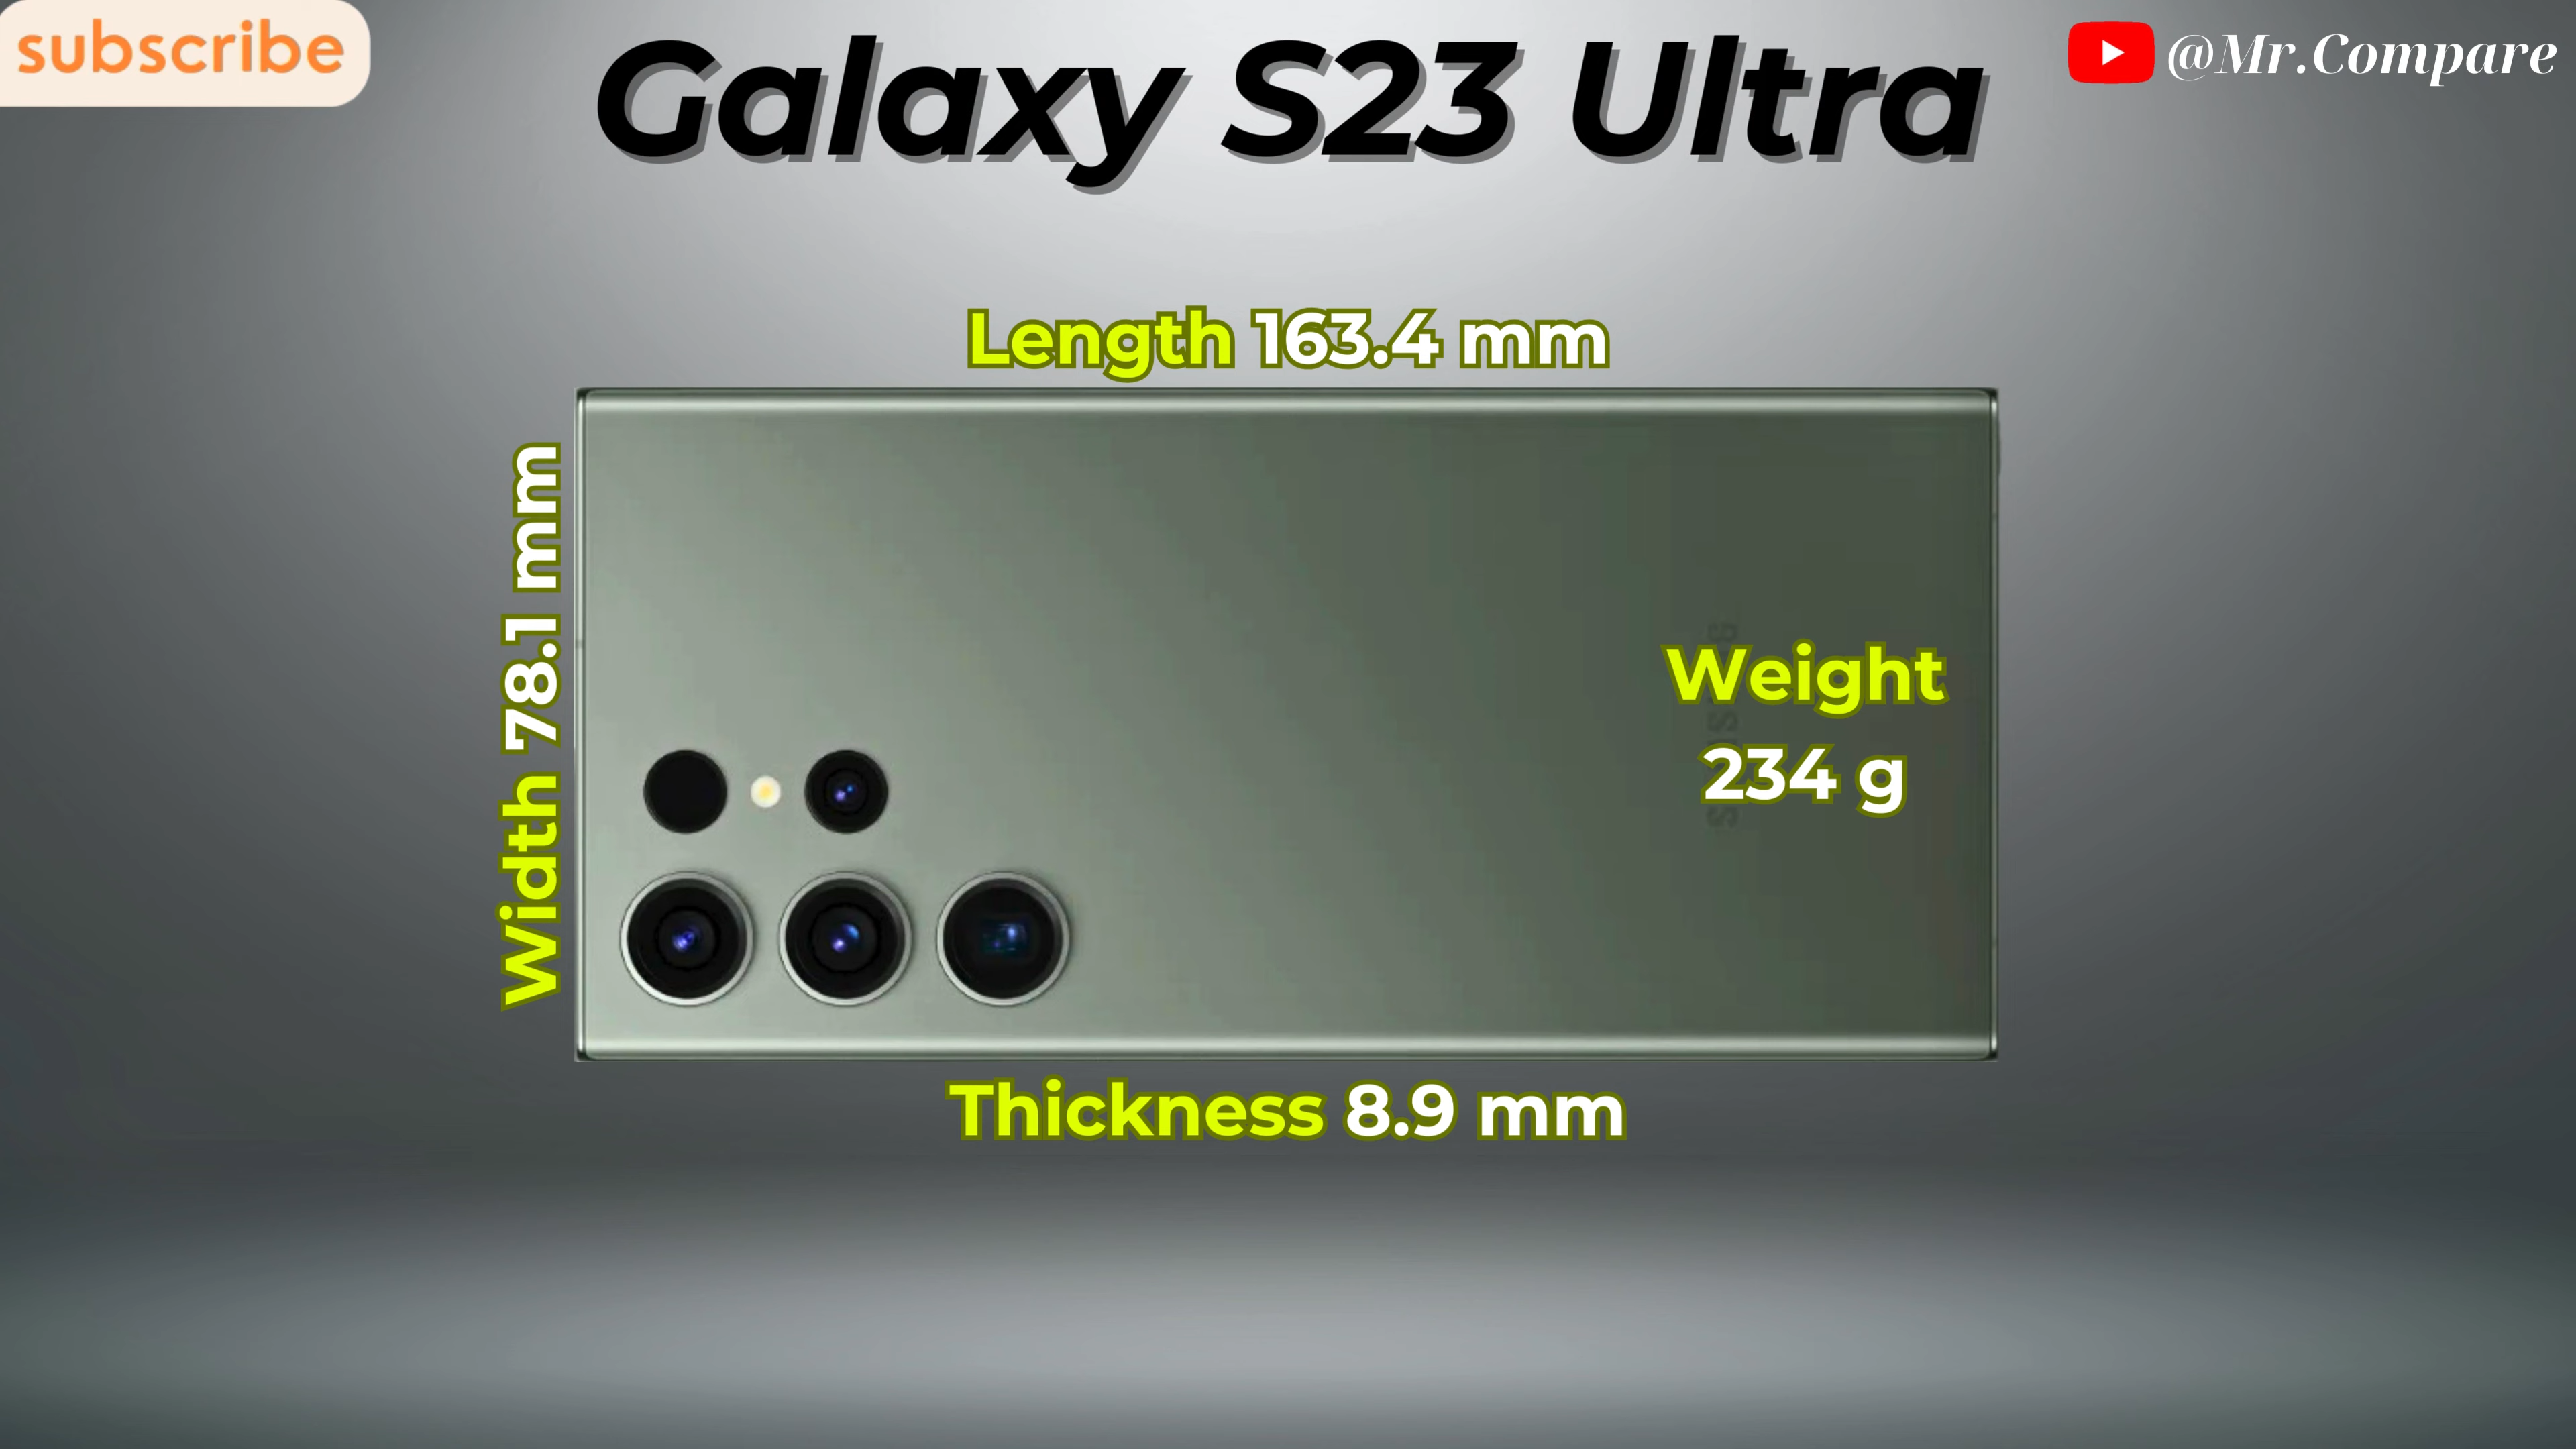 subscribe
Galaxy S23 Ultra
@Mr.Compare
Length 163.4 mm
Width 78.1 mm
Weight
234 g
SAMSUNG
Thickness 8.9 mm